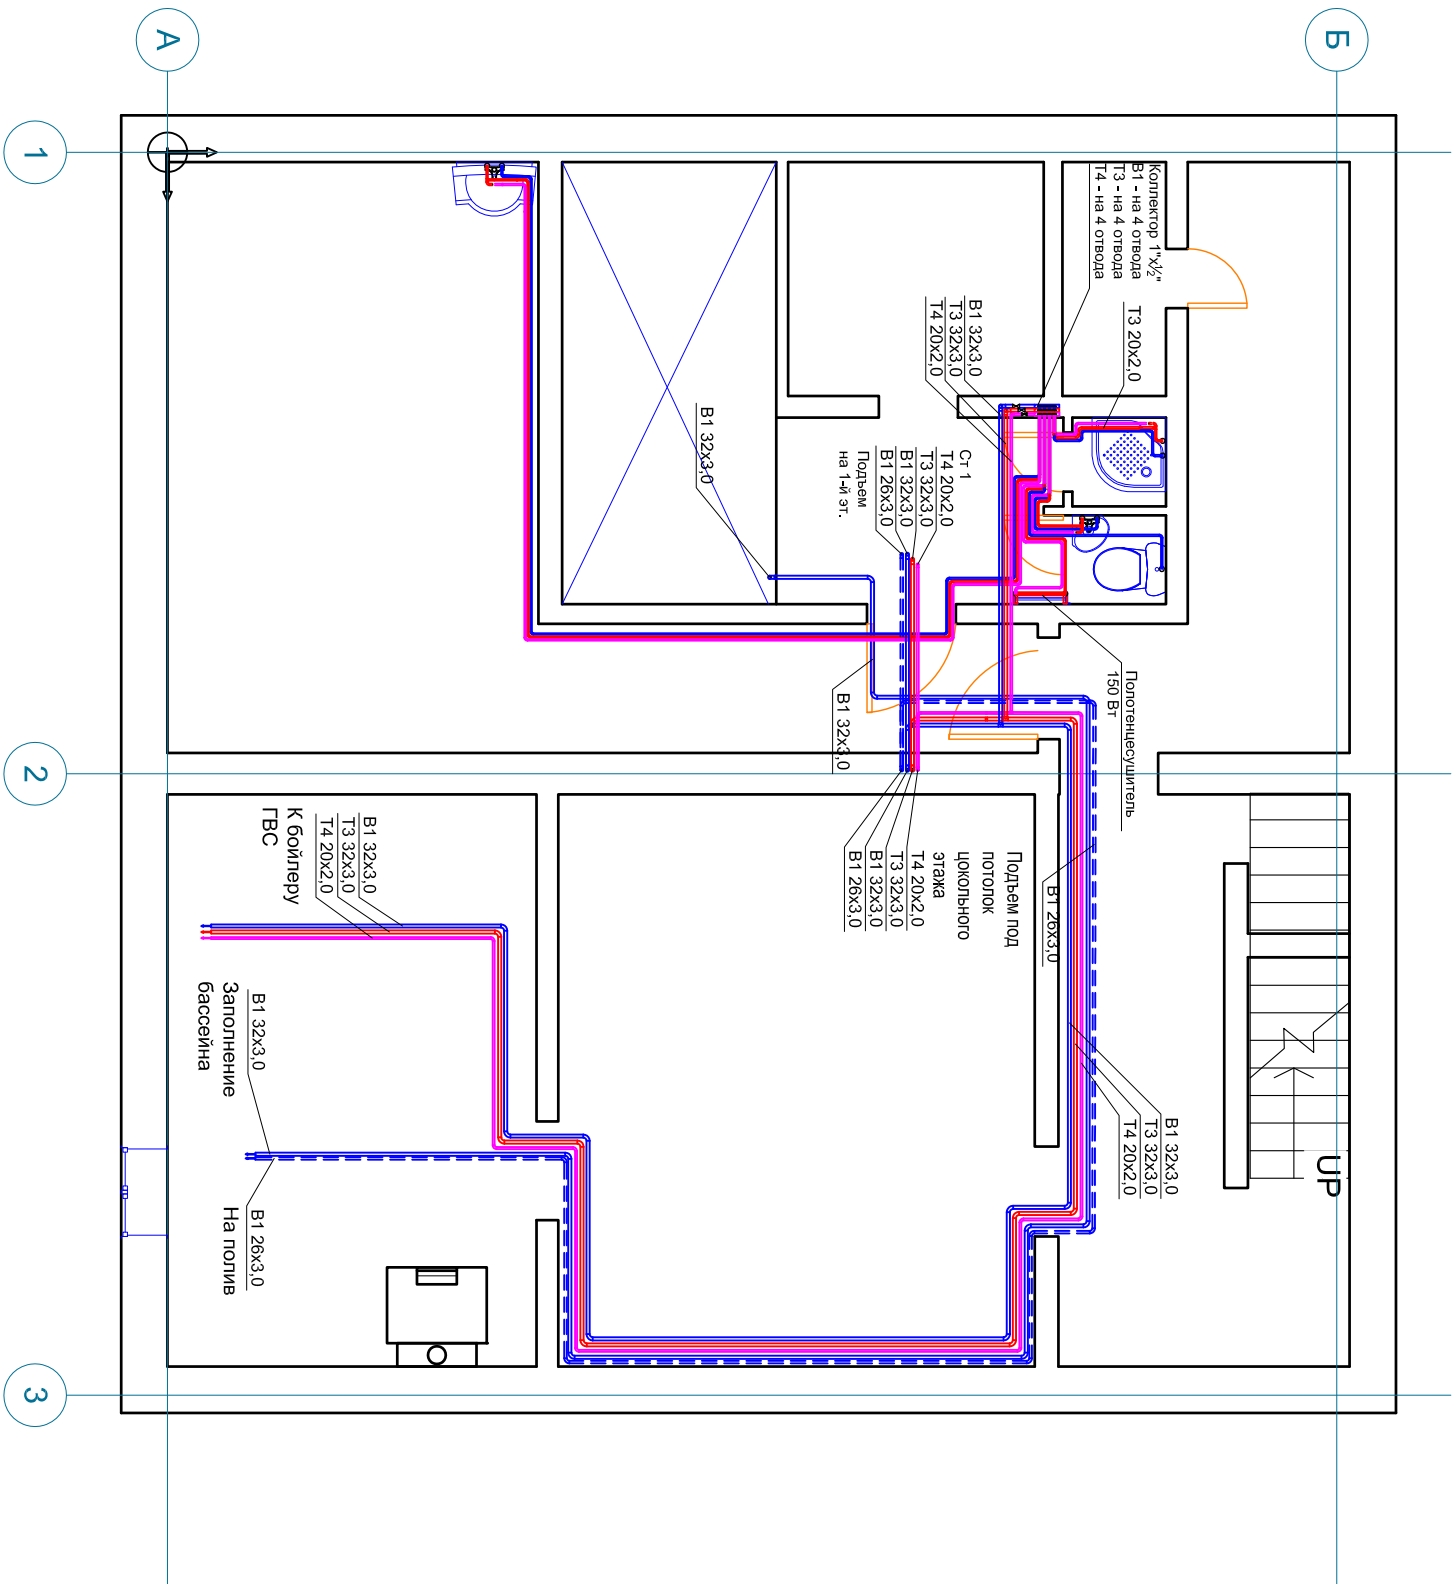 А
Б
1
2
3
Коллектор 1"x½"
В1 - на 4 отвода
Т3 - на 4 отвода
Т4 - на 4 отвода
Т3 20х2,0
В1 32х3,0
Т3 32х3,0
Т4 20х2,0
В1 32х3,0
Ст 1
Т4 20х2,0
Т3 32х3,0
В1 32х3,0
В1 26х3,0
Подъем
на 1-й эт.
Полотенцесушитель
150 Вт
В1 32х3,0
Подъем под
потолок
цокольного
этажа
Т4 20х2,0
Т3 32х3,0
В1 32х3,0
В1 26х3,0
В1 26х3,0
В1 32х3,0
Т3 32х3,0
Т4 20х2,0
К бойлеру
ГВС
В1 32х3,0
Т3 32х3,0
Т4 20х2,0
UP
В1 32х3,0
Заполнение
бассейна
В1 26х3,0
На полив